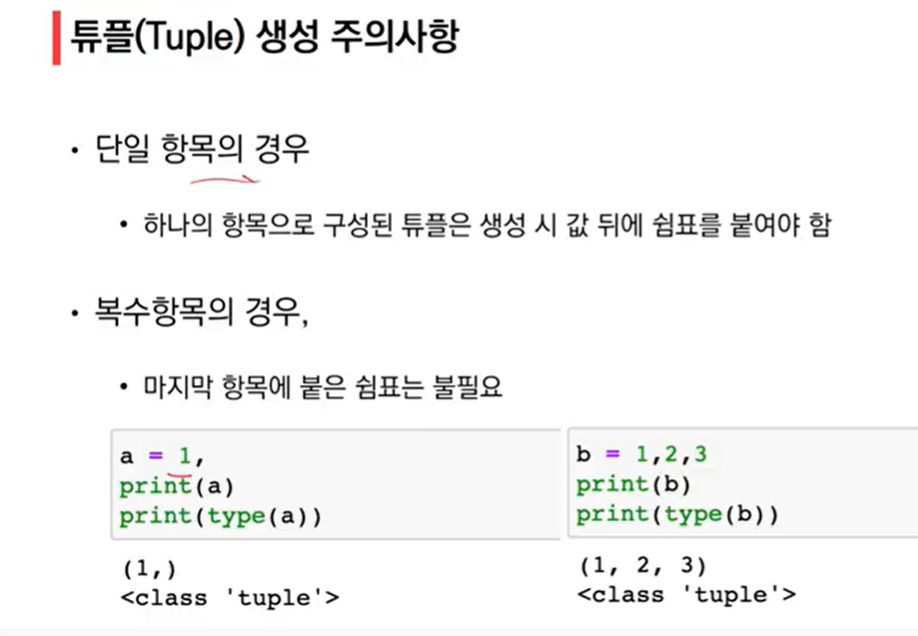 튜플(Tuple) 생성 주의사항
• 단일 항목의 경우
• 하나의 항목으로 구성된 튜플은 생성 시 값 뒤에 쉼표를 붙여야 함
• 복수항목의 경우,
• 마지막 항목에 붙은 쉼표는 불필요
a = 1,
print(a)
print(type(a))
(1,)
<class 'tuple'>
b = 1,2,3
print(b)
print(type(b))
(1, 2, 3)
<class 'tuple'>